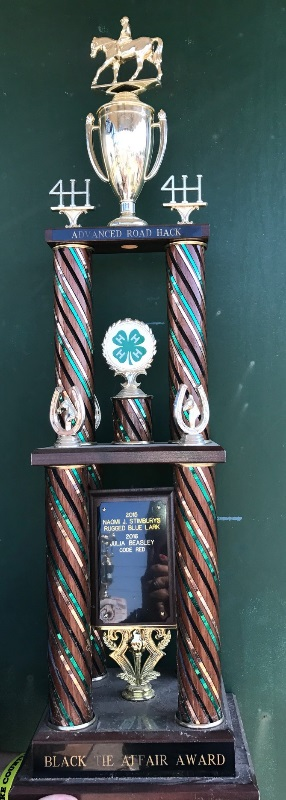 4H
4H
ADVANCED ROAD HACK
H H
H H
2015
NAOMI J. STIMBURYS
RUGGED BLUE LARK
2016
JULIA BEASLEY
CODE RED
BLACK TIE AFFAIR AWARD